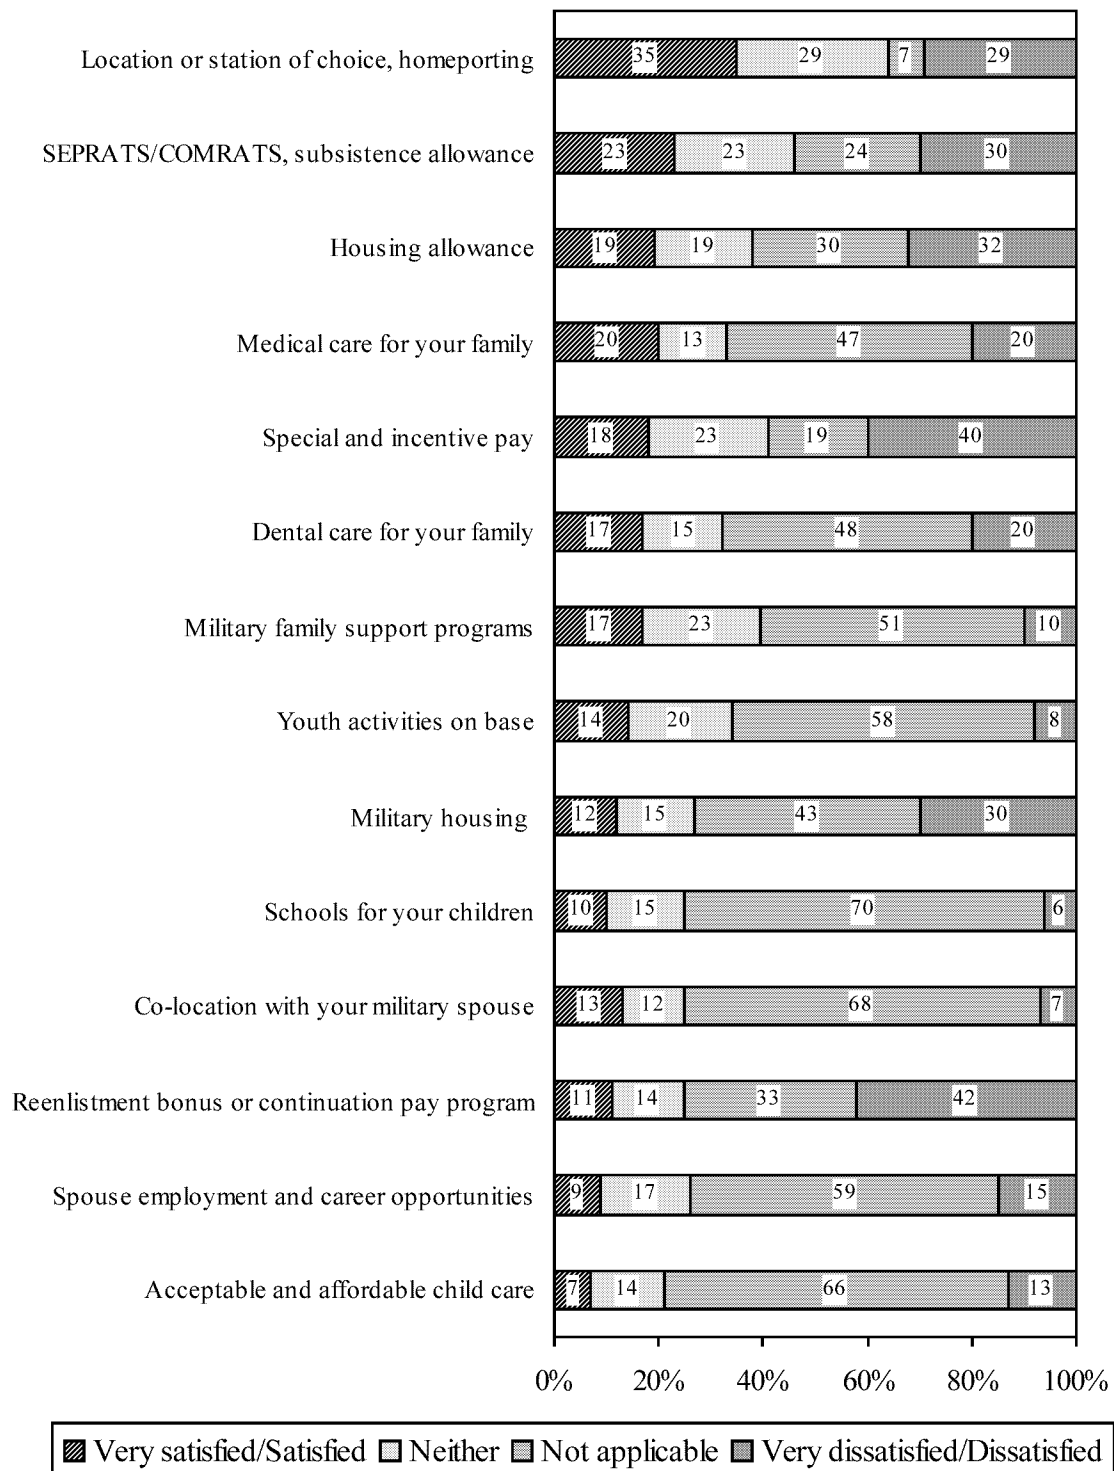 Location or station of choice, homeporting 35 29 7 29
SEPRATS/COMRATS, subsistence allowance 23 23 24 30
Housing allowance 19 19 30 32
Medical care for your family 20 13 47 20
Special and incentive pay 18 23 19 40
Dental care for your family 17 15 48 20
Military family support programs 17 23 51 10
Youth activities on base 14 20 58 8
Military housing 12 15 43 30
Schools for your children 10 15 70 6
Co-location with your military spouse 13 12 68 7
Reenlistment bonus or continuation pay program 11 14 33 42
Spouse employment and career opportunities 9 17 59 15
Acceptable and affordable child care 7 14 66 13
0% 20% 40% 60% 80% 100%
Very satisfied/Satisfied Neither Not applicable Very dissatisfied/Dissatisfied